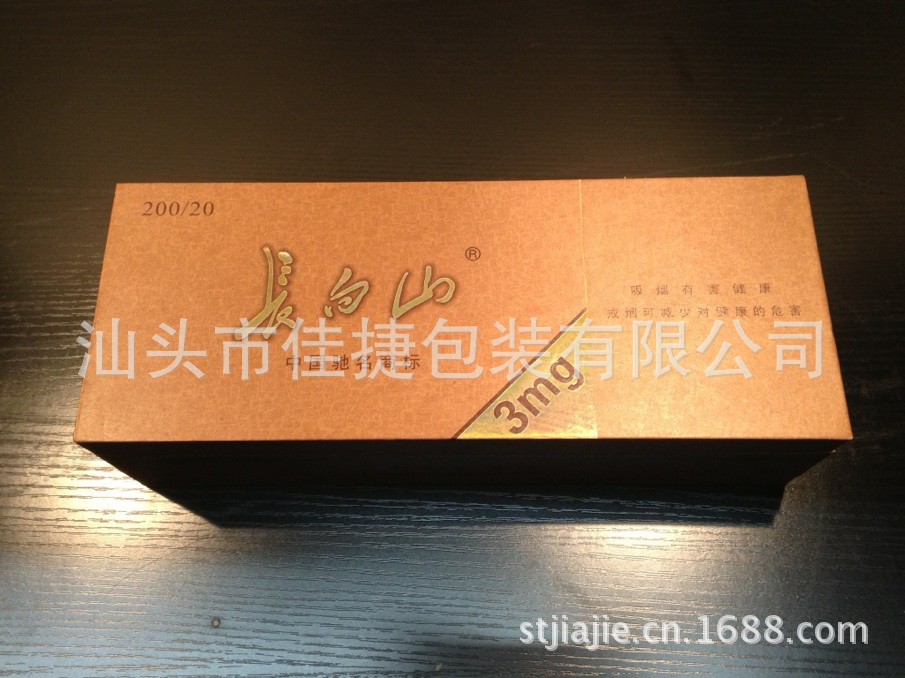 200/20
長白山®
吸烟有害健康
戒烟可减少对健康的危害
汕头市佳捷包装有限公司
中国驰名商标
3mg
stjiajie.cn.1688.com